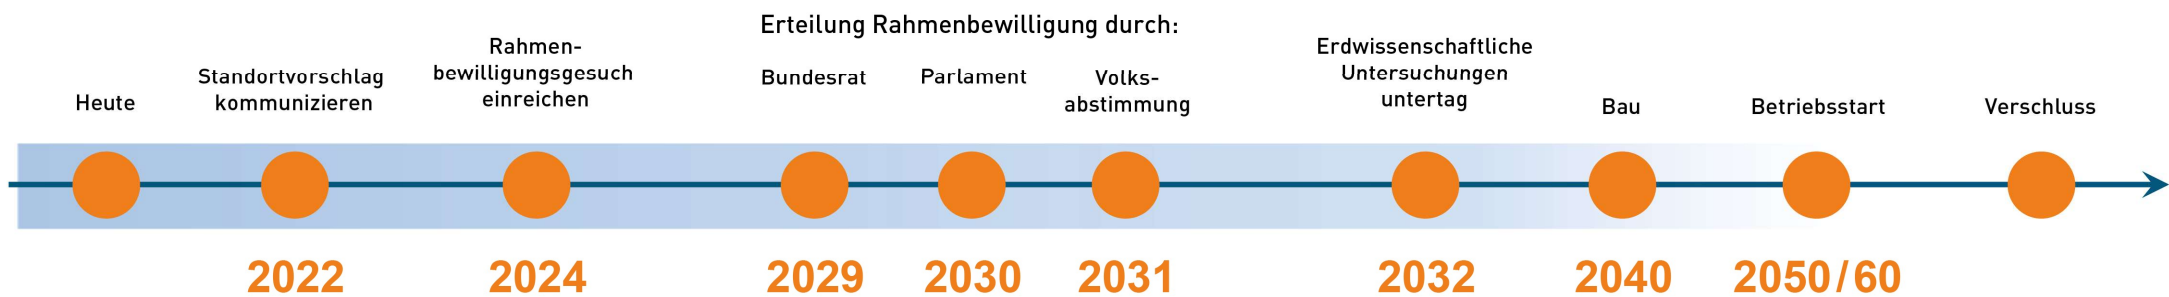 Erteilung Rahmenbewilligung durch:
Heute
Standortvorschlag
kommunizieren
Rahmen-
bewilligungsgesuch
einreichen
Bundesrat
Parlament
Volks-
abstimmung
Erdwissenschaftliche
Untersuchungen
untertag
Bau
Betriebsstart
Verschluss
2022
2024
2029
2030
2031
2032
2040
2050/60